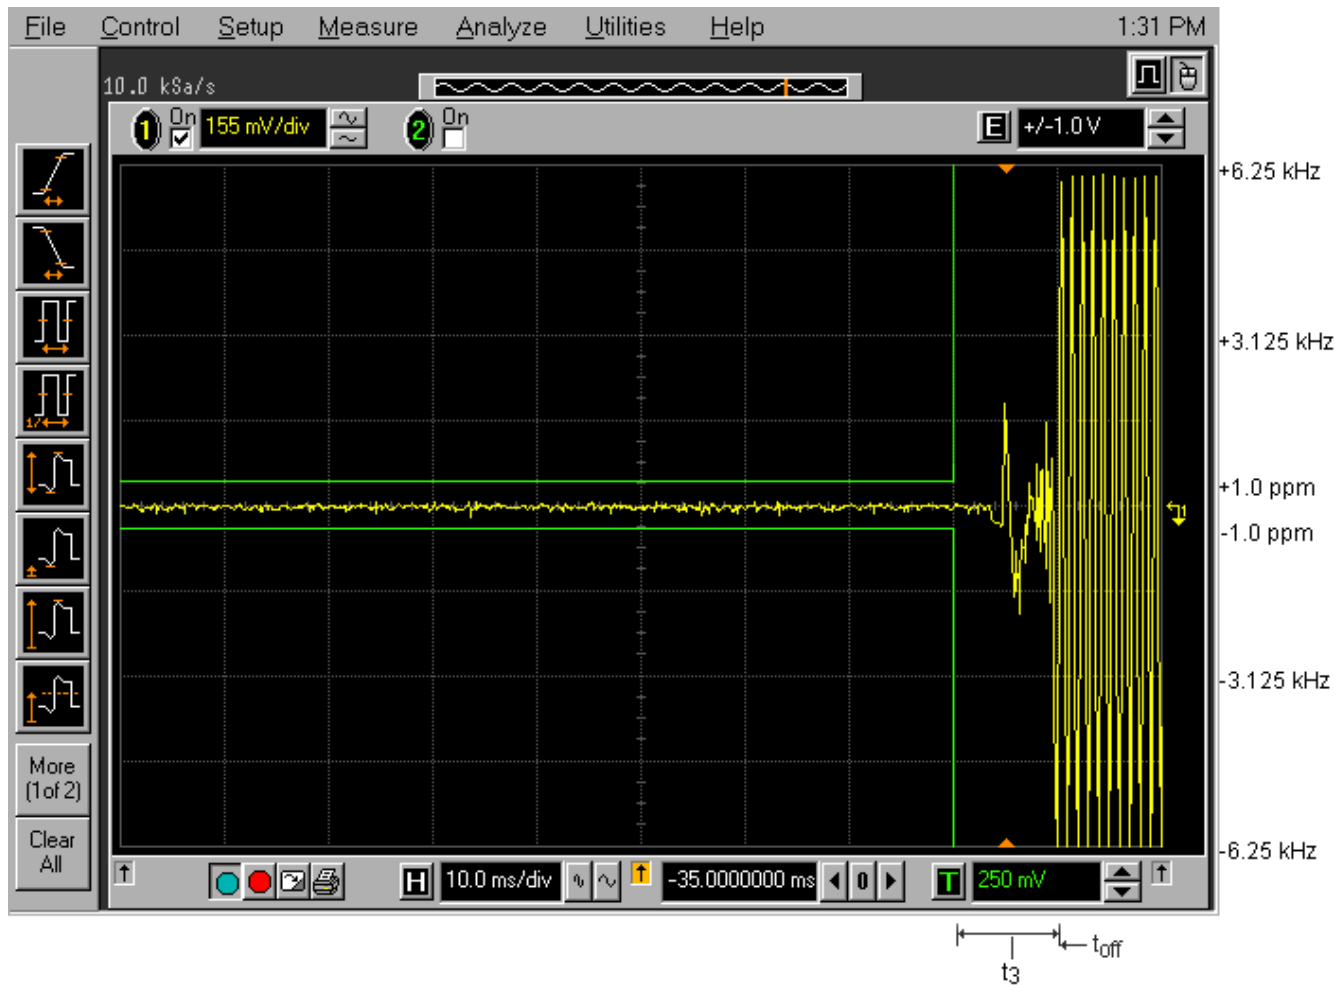 File Control Setup Measure Analyze Utilities Help 1:31 PM
10.0 kSa/s
1 On 155 mV/div 2 On E +/-1.0 V
+6.25 kHz
+3.125 kHz
1/
+1.0 ppm
1
-1.0 ppm
-3.125 kHz
More
(1of 2)
Clear
All
-6.25 kHz
H 10.0 ms/div -35.0000000 ms 0 T 250 mV
toff
t3